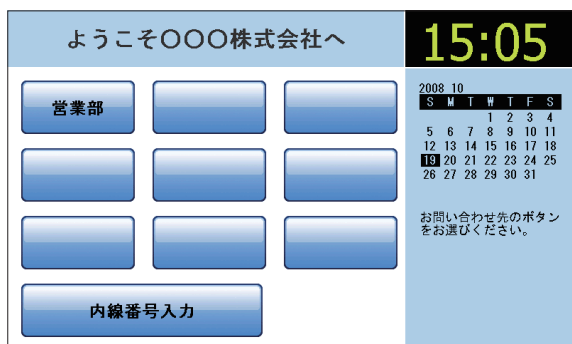 ようこそ〇〇〇株式会社へ
15:05
営業部
内線番号入力
2008 10
S M T W T F S
1 2 3 4
5 6 7 8 9 10 11
12 13 14 15 16 17 18
19 20 21 22 23 24 25
26 27 28 29 30 31
お問い合わせ先のボタン
をお選びください。